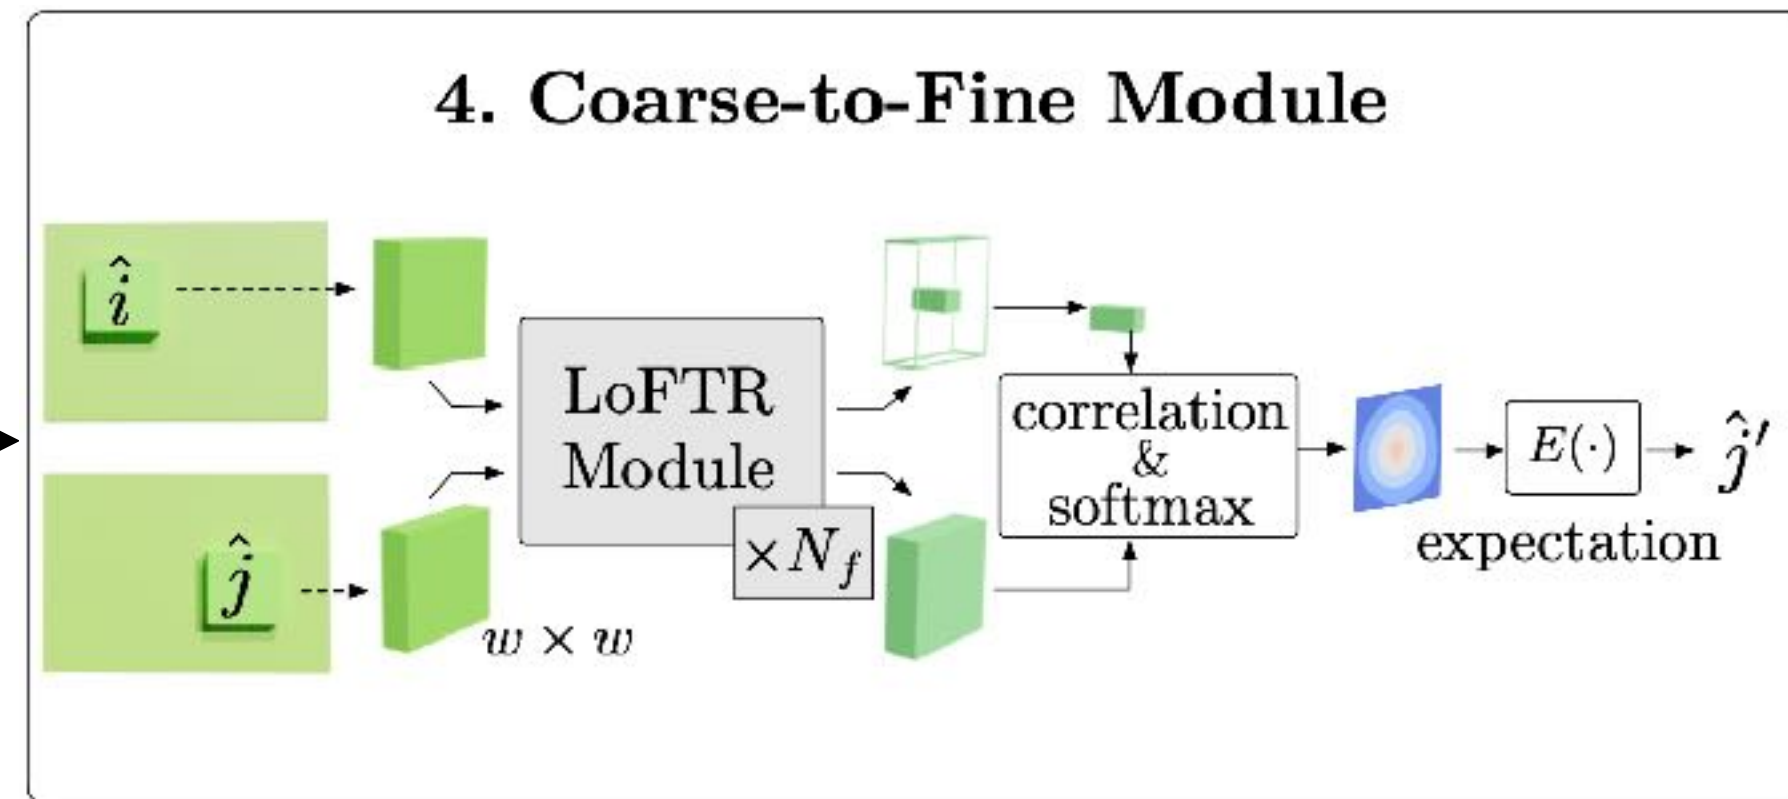 4. Coarse-to-Fine Module
î
ĵ
w × w
LoFTR
Module
×N_f
correlation
&
softmax
E(·)
expectation
ĵ′